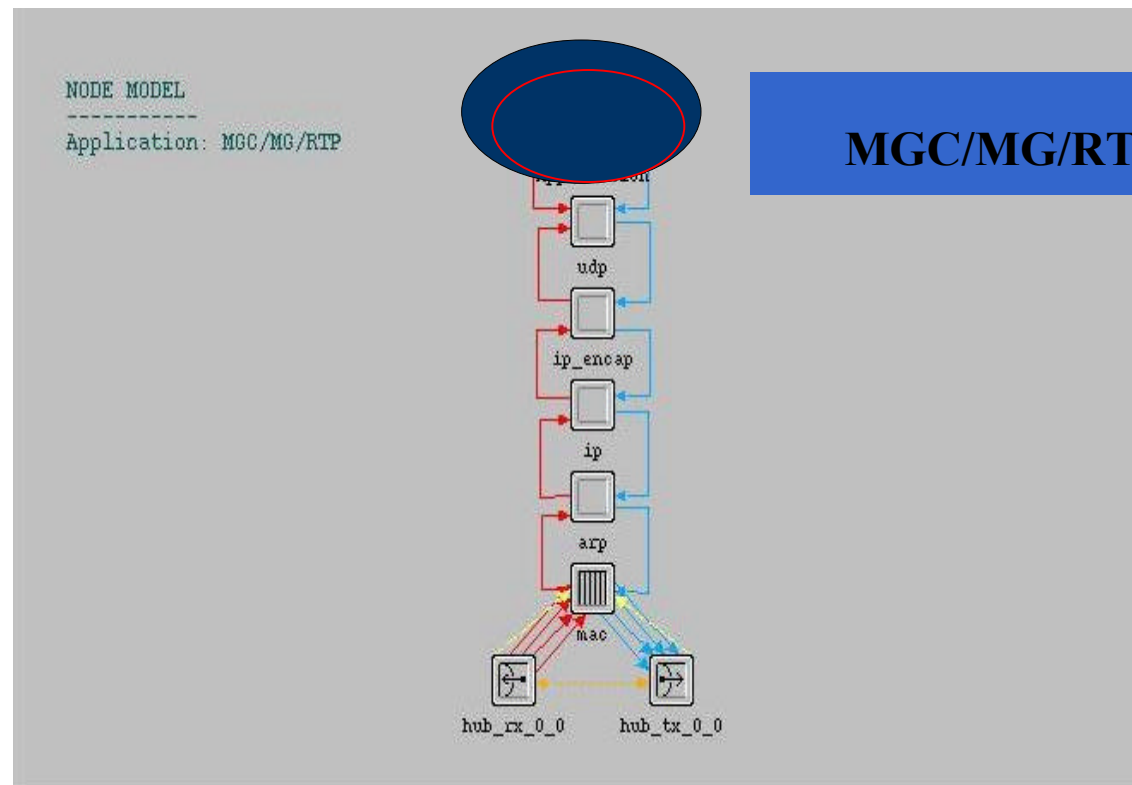 NODE MODEL
-----------
Application: MGC/MG/RTP
MGC/MG/RT
udp
ip_encap
ip
arp
mac
hub_rx_0_0
hub_tx_0_0